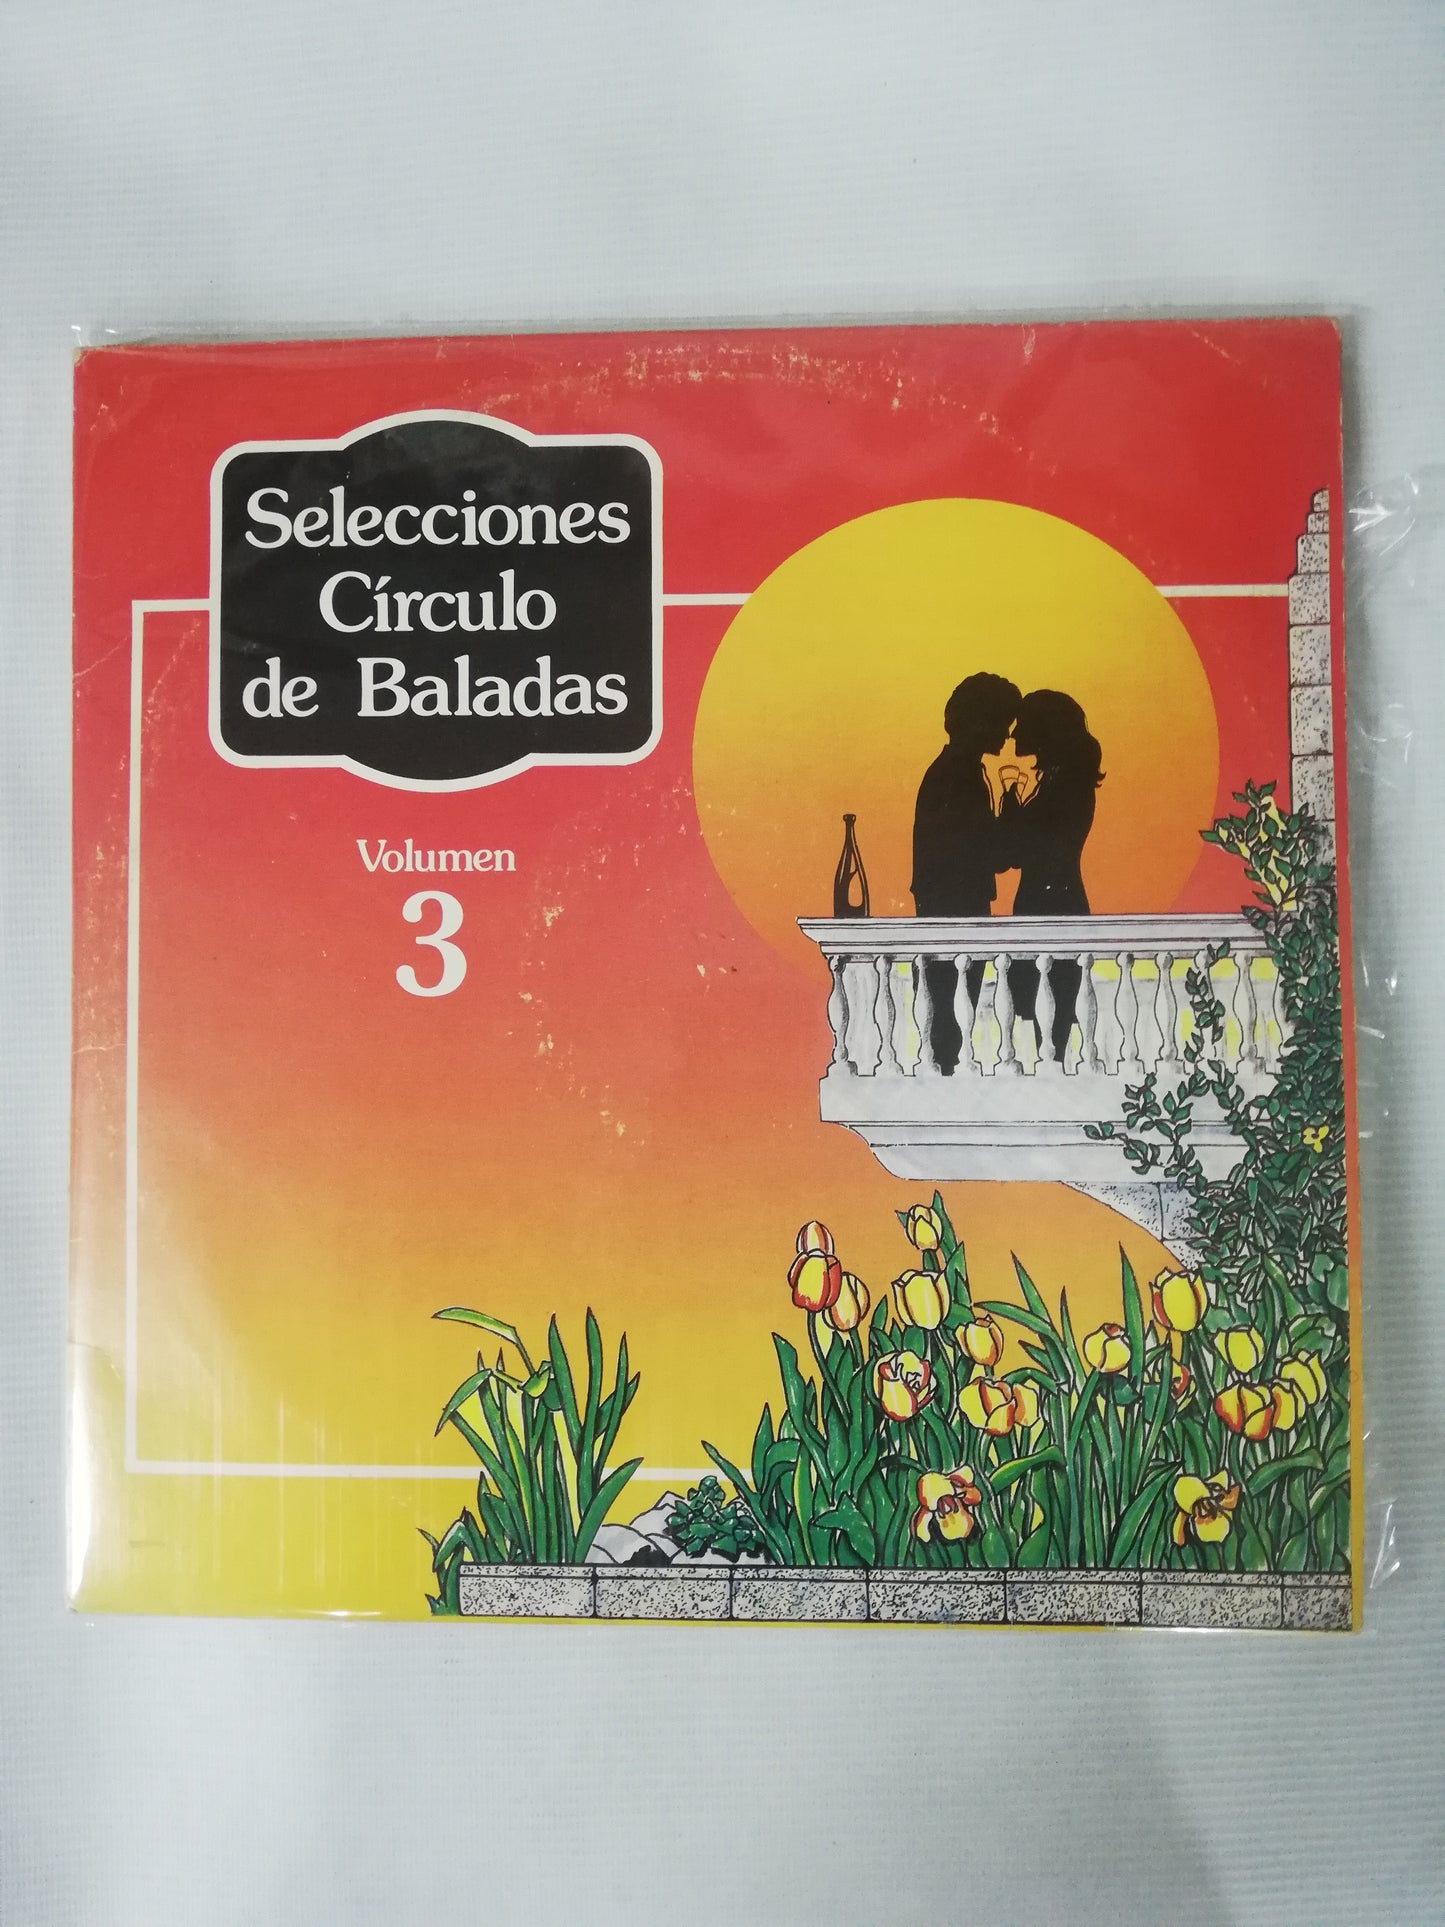 Selecciones
Círculo
de Baladas
Volumen
3